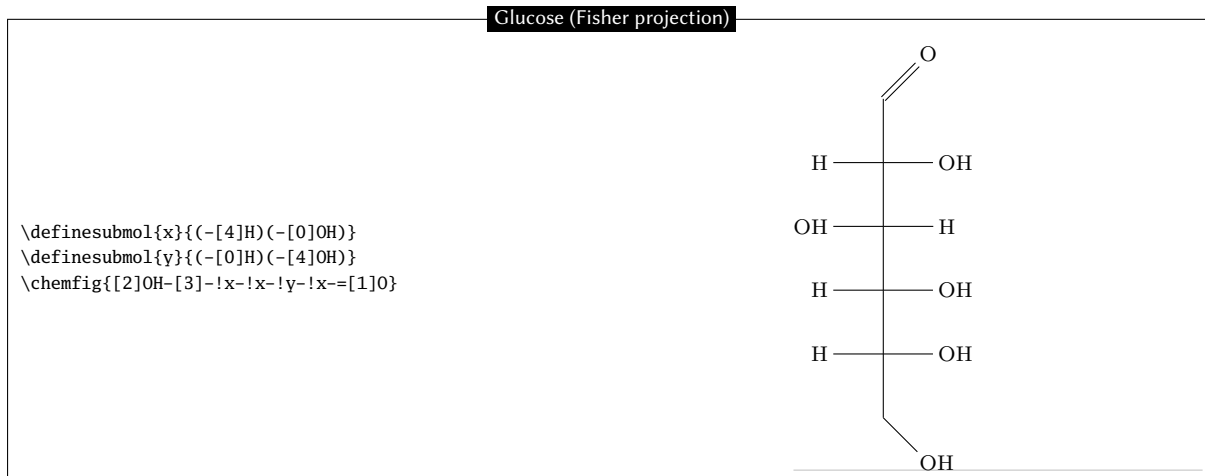 Glucose (Fisher projection)
\definesubmol{x}{(-[4]H)(-[0]OH)}
\definesubmol{y}{(-[0]H)(-[4]OH)}
\chemfig{[2]OH-[3]-!x-!x-!y-!x-=[1]O}
O
H OH
OH H
H OH
H OH
OH